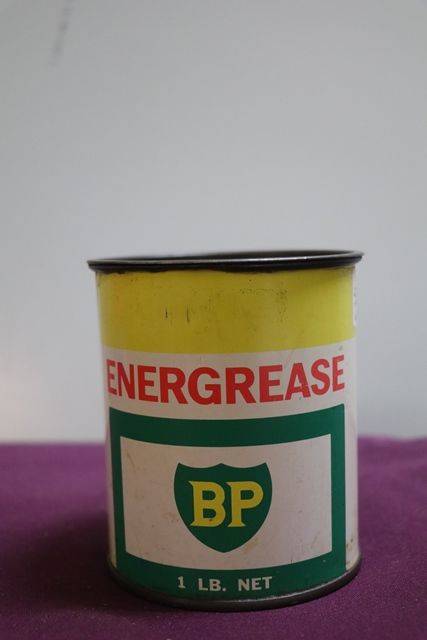 ENERGREASE
BP
1 LB. NET